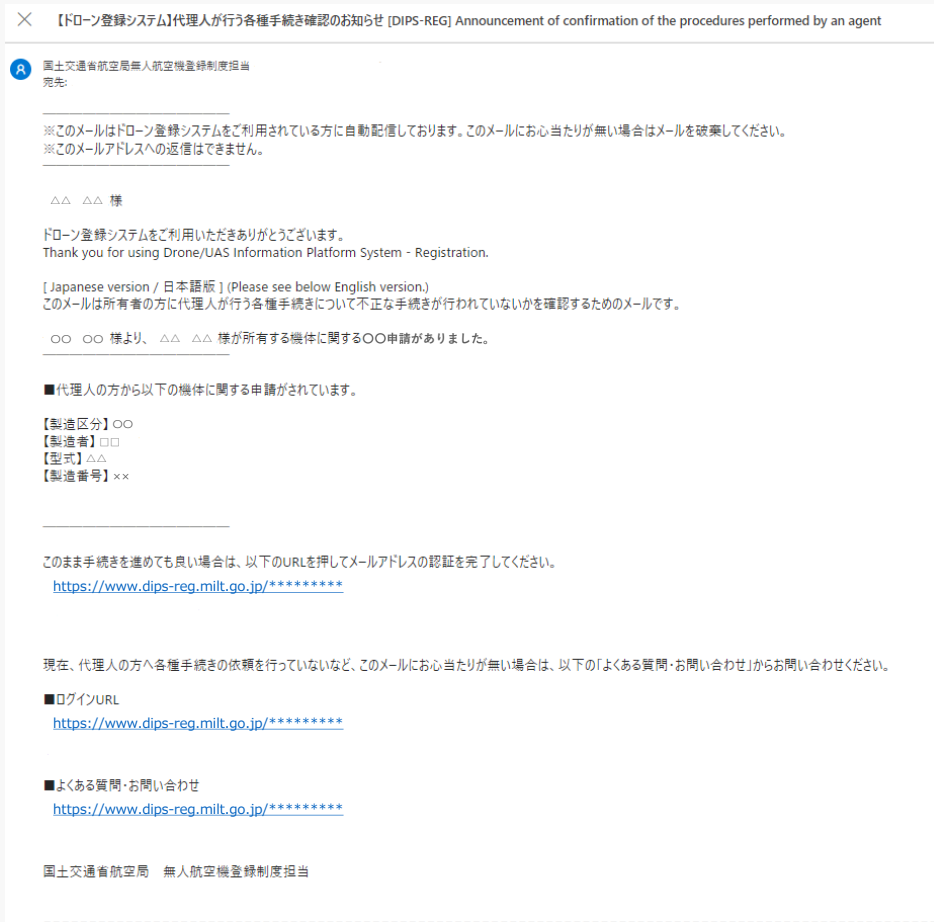 【ドローン登録システム】代理人が行う各種手続き確認のお知らせ [DIPS-REG] Announcement of confirmation of the procedures performed by an agent
国土交通省航空局無人航空機登録制度担当
宛先:
※このメールはドローン登録システムをご利用されている方に自動配信しております。このメールにお心当たりが無い場合はメールを破棄してください。
※このメールアドレスへの返信はできません。
△△ △△ 様
ドローン登録システムをご利用いただきありがとうございます。
Thank you for using Drone/UAS Information Platform System - Registration.
[ Japanese version / 日本語版 ] (Please see below English version.)
このメールは所有者の方に代理人が行う各種手続きについて不正な手続きが行われていないかを確認するためのメールです。
○○ ○○ 様より、 △△ △△ 様が所有する機体に関する○○申請がありました。
■代理人の方から以下の機体に関する申請がされています。
【製造区分】○○
【製造者】□□
【型式】△△
【製造番号】××
このまま手続きを進めても良い場合は、以下のURLを押してメールアドレスの認証を完了してください。
https://www.dips-reg.milt.go.jp/*********
現在、代理人の方へ各種手続きの依頼を行っていないなど、このメールにお心当たりが無い場合は、以下の「よくある質問・お問い合わせ」からお問い合わせください。
■ログインURL
https://www.dips-reg.milt.go.jp/*********
■よくある質問・お問い合わせ
https://www.dips-reg.milt.go.jp/*********
国土交通省航空局 無人航空機登録制度担当